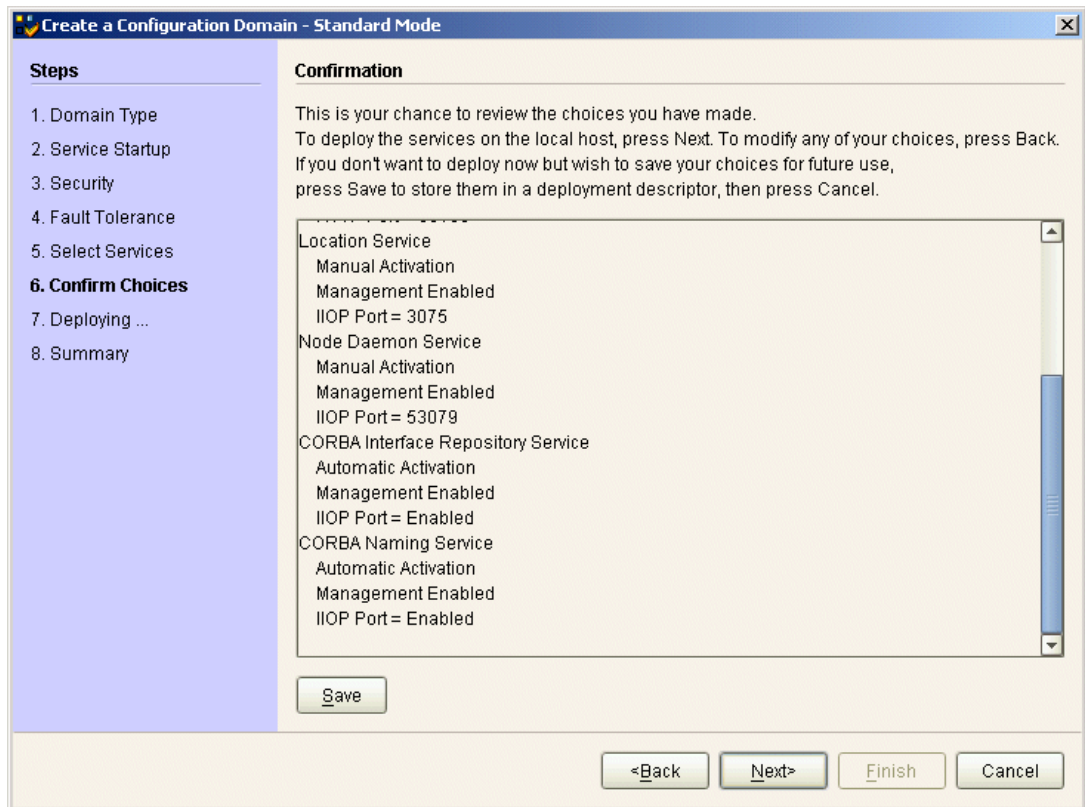 Create a Configuration Domain - Standard Mode
Steps
1. Domain Type
2. Service Startup
3. Security
4. Fault Tolerance
5. Select Services
6. Confirm Choices
7. Deploying ...
8. Summary
Confirmation
This is your chance to review the choices you have made.
To deploy the services on the local host, press Next. To modify any of your choices, press Back.
If you don't want to deploy now but wish to save your choices for future use,
press Save to store them in a deployment descriptor, then press Cancel.
Location Service
Manual Activation
Management Enabled
IIOP Port = 3075
Node Daemon Service
Manual Activation
Management Enabled
IIOP Port = 53079
CORBA Interface Repository Service
Automatic Activation
Management Enabled
IIOP Port = Enabled
CORBA Naming Service
Automatic Activation
Management Enabled
IIOP Port = Enabled
Save
<Back
Next>
Finish
Cancel